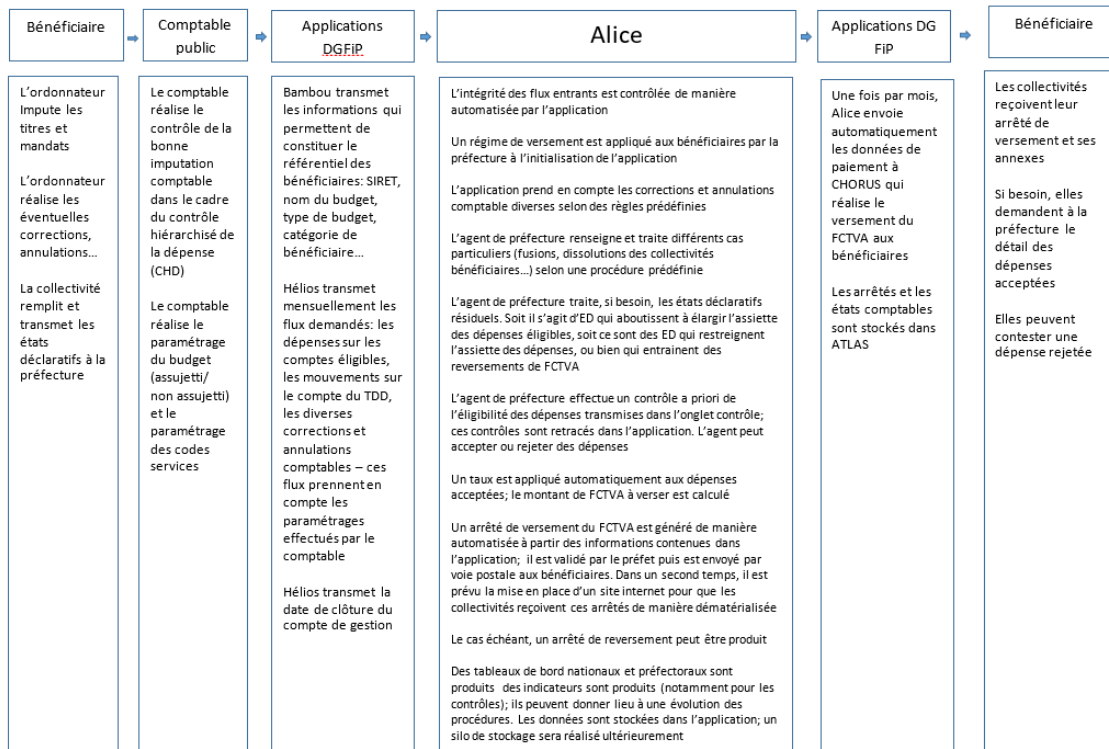 Bénéficiaire
Comptable
public
Applications
DGFiP
Alice
Applications DG
FiP
Bénéficiaire
L’ordonnateur
Impute les
titres et
mandats
L’ordonnateur
réalise les
éventuelles
corrections,
annulations…
La collectivité
remplit et
transmet les
états
déclaratifs à la
préfecture
Le comptable
réalise le
contrôle de la
bonne
imputation
comptable
dans le cadre
du contrôle
hiérarchisé de
la dépense
(CHD)
Le comptable
réalise le
paramétrage
du budget
(assujetti/
non assujetti)
et le
paramétrage
des codes
services
Bambou transmet
les informations qui
permettent de
constituer le
référentiel des
bénéficiaires: SIRET,
nom du budget,
type de budget,
catégorie de
bénéficiaire…
Hélios transmet
mensuellement les
flux demandés: les
dépenses sur les
comptes éligibles,
les mouvements sur
le compte du TDD,
les diverses
corrections et
annulations
comptables – ces
flux prennent en
compte les
paramétrages
effectués par le
comptable
Hélios transmet la
date de clôture du
compte de gestion
L’intégrité des flux entrants est contrôlée de manière
automatisée par l’application
Un régime de versement est appliqué aux bénéficiaires par la
préfecture à l’initialisation de l’application
L’application prend en compte les corrections et annulations
comptable diverses selon des règles prédéfinies
L’agent de préfecture renseigne et traite différents cas
particuliers (fusions, dissolutions des collectivités
bénéficiaires…) selon une procédure prédéfinie
L’agent de préfecture traite, si besoin, les états déclaratifs
résiduels. Soit il s’agit d’ED qui aboutissent à élargir l’assiette
des dépenses éligibles, soit ce sont des ED qui restreignent
l’assiette des dépenses, ou bien qui entrainent des
reversements de FCTVA
L’agent de préfecture effectue un contrôle a priori de
l’éligibilité des dépenses transmises dans l’onglet contrôle;
ces contrôles sont retracés dans l’application. L’agent peut
accepter ou rejeter des dépenses
Un taux est appliqué automatiquement aux dépenses
acceptées; le montant de FCTVA à verser est calculé
Un arrêté de versement du FCTVA est généré de manière
automatisée à partir des informations contenues dans
l’application; il est validé par le préfet puis est envoyé par
voie postale aux bénéficiaires. Dans un second temps, il est
prévu la mise en place d’un site internet pour que les
collectivités reçoivent ces arrêtés de manière dématérialisée
Le cas échéant, un arrêté de reversement peut être produit
Des tableaux de bord nationaux et préfectoraux sont
produits des indicateurs sont produits (notamment pour les
contrôles); ils peuvent donner lieu à une évolution des
procédures. Les données sont stockées dans l’application; un
silo de stockage sera réalisé ultérieurement
Une fois par mois,
Alice envoie
automatiquement
les données de
paiement à
CHORUS qui
réalise le
versement du
FCTVA aux
bénéficiaires
Les arrêtés et les
états comptables
sont stockés dans
ATLAS
Les collectivités
reçoivent leur
arrêté de
versement et ses
annexes
Si besoin, elles
demandent à la
préfecture le
détail des
dépenses
acceptées
Elles peuvent
contester une
dépense rejetée